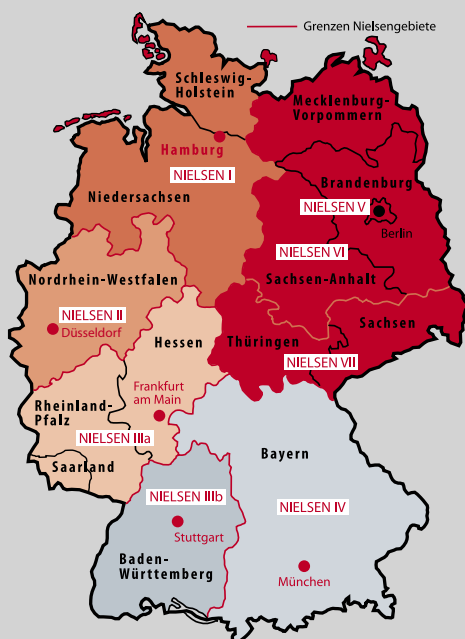 Grenzen Nielsengebiete
Schleswig-
Holstein
Mecklenburg-
Vorpommern
Hamburg
NIELSEN I
Niedersachsen
Brandenburg
NIELSEN V
Berlin
NIELSEN VI
Sachsen-Anhalt
Nordrhein-Westfalen
NIELSEN II
Düsseldorf
Hessen
Thüringen
Sachsen
NIELSEN VII
Frankfurt
am Main
Rheinland-
Pfalz
NIELSEN IIIa
Saarland
Bayern
NIELSEN IIIb
NIELSEN IV
Stuttgart
Baden-
Württemberg
München